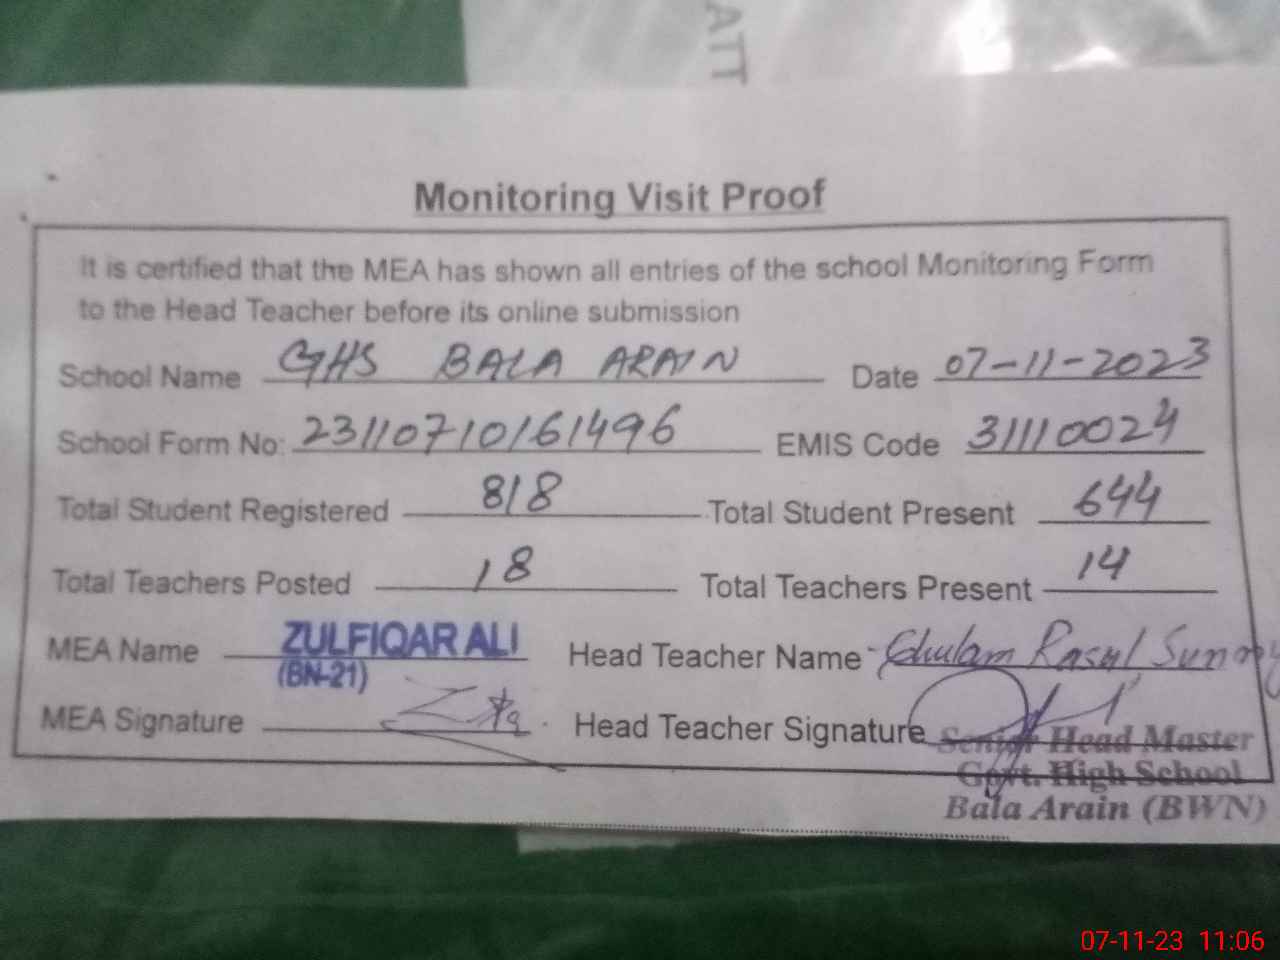 ATT
Monitoring Visit Proof
It is certified that the MEA has shown all entries of the school Monitoring Form
to the Head Teacher before its online submission
School Name GHS BALA ARAIN Date 07-11-2023
School Form No: 23110710161496 EMIS Code 31110024
Total Student Registered 818 Total Student Present 644
Total Teachers Posted 18 Total Teachers Present 14
MEA Name ZULFIQAR ALI Head Teacher Name Ghulam Rasul
(BN-21)
MEA Signature Head Teacher Signature
Senior Head Master
Govt. High School
Bala Arain (BWN)
07-11-23 11:06